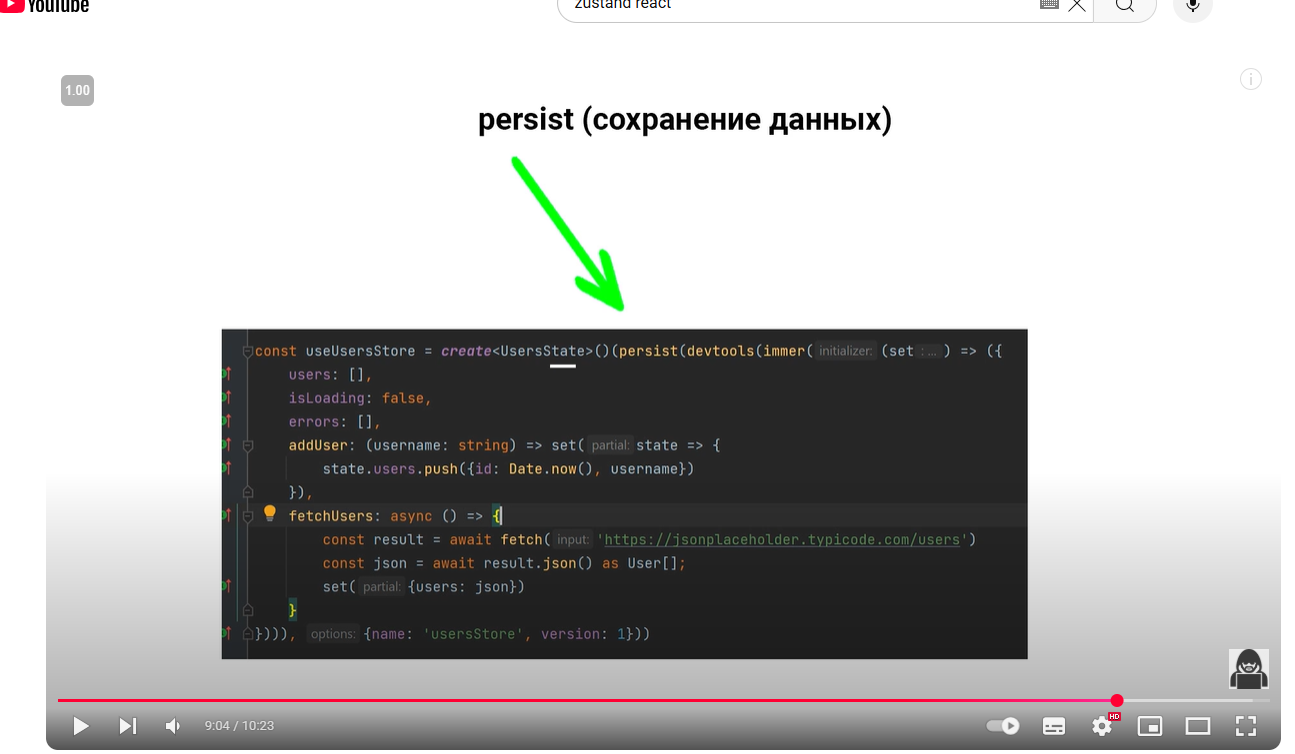 YouTube
zustand react
1.00
persist (сохранение данных)
const useUsersStore = create<UsersState>()(persist(devtools(immer( initializer: (set : ... ) => ({
users: [],
isLoading: false,
errors: [],
addUser: (username: string) => set( partial: state => {
state.users.push({id: Date.now(), username})
}),
fetchUsers: async () => {
const result = await fetch( input: 'https://jsonplaceholder.typicode.com/users')
const json = await result.json() as User[];
set( partial: {users: json})
}
}))), options: {name: 'usersStore', version: 1}))
9:04 / 10:23
HD